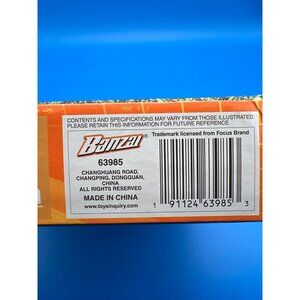 CONTENTS AND SPECIFICATIONS MAY VARY FROM THOSE ILLUSTRATED.
PLEASE RETAIN THIS INFORMATION FOR FUTURE REFERENCE.
Trademark licensed from Focus Brand
Banzai
63985
CHANGHUANG ROAD,
CHANGPING, DONGGUAN,
CHINA
ALL RIGHTS RESERVED
MADE IN CHINA
www.toysinquiry.com
1 91124 63985 3